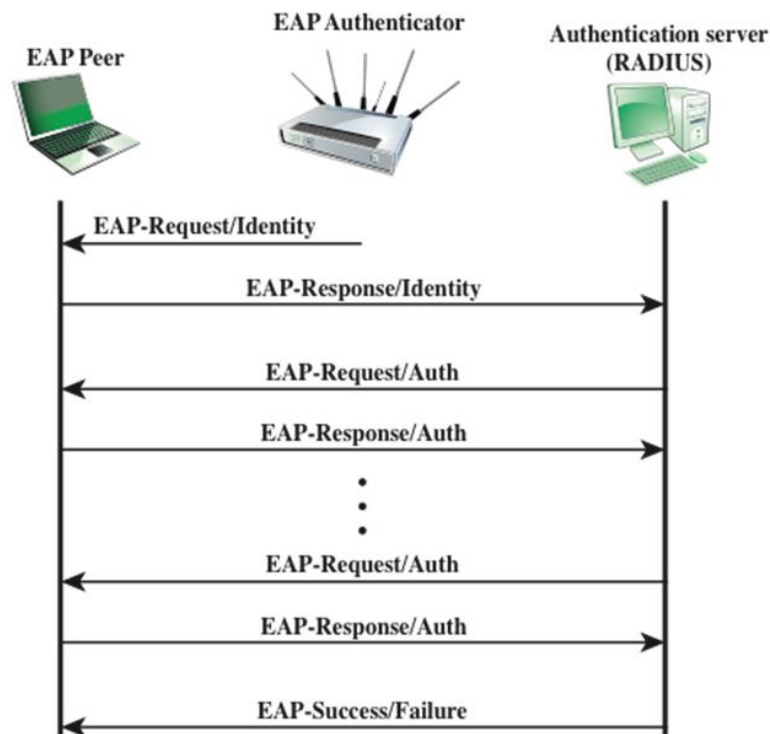 EAP Peer
EAP Authenticator
Authentication server
(RADIUS)
EAP-Request/Identity
EAP-Response/Identity
EAP-Request/Auth
EAP-Response/Auth
EAP-Request/Auth
EAP-Response/Auth
EAP-Success/Failure